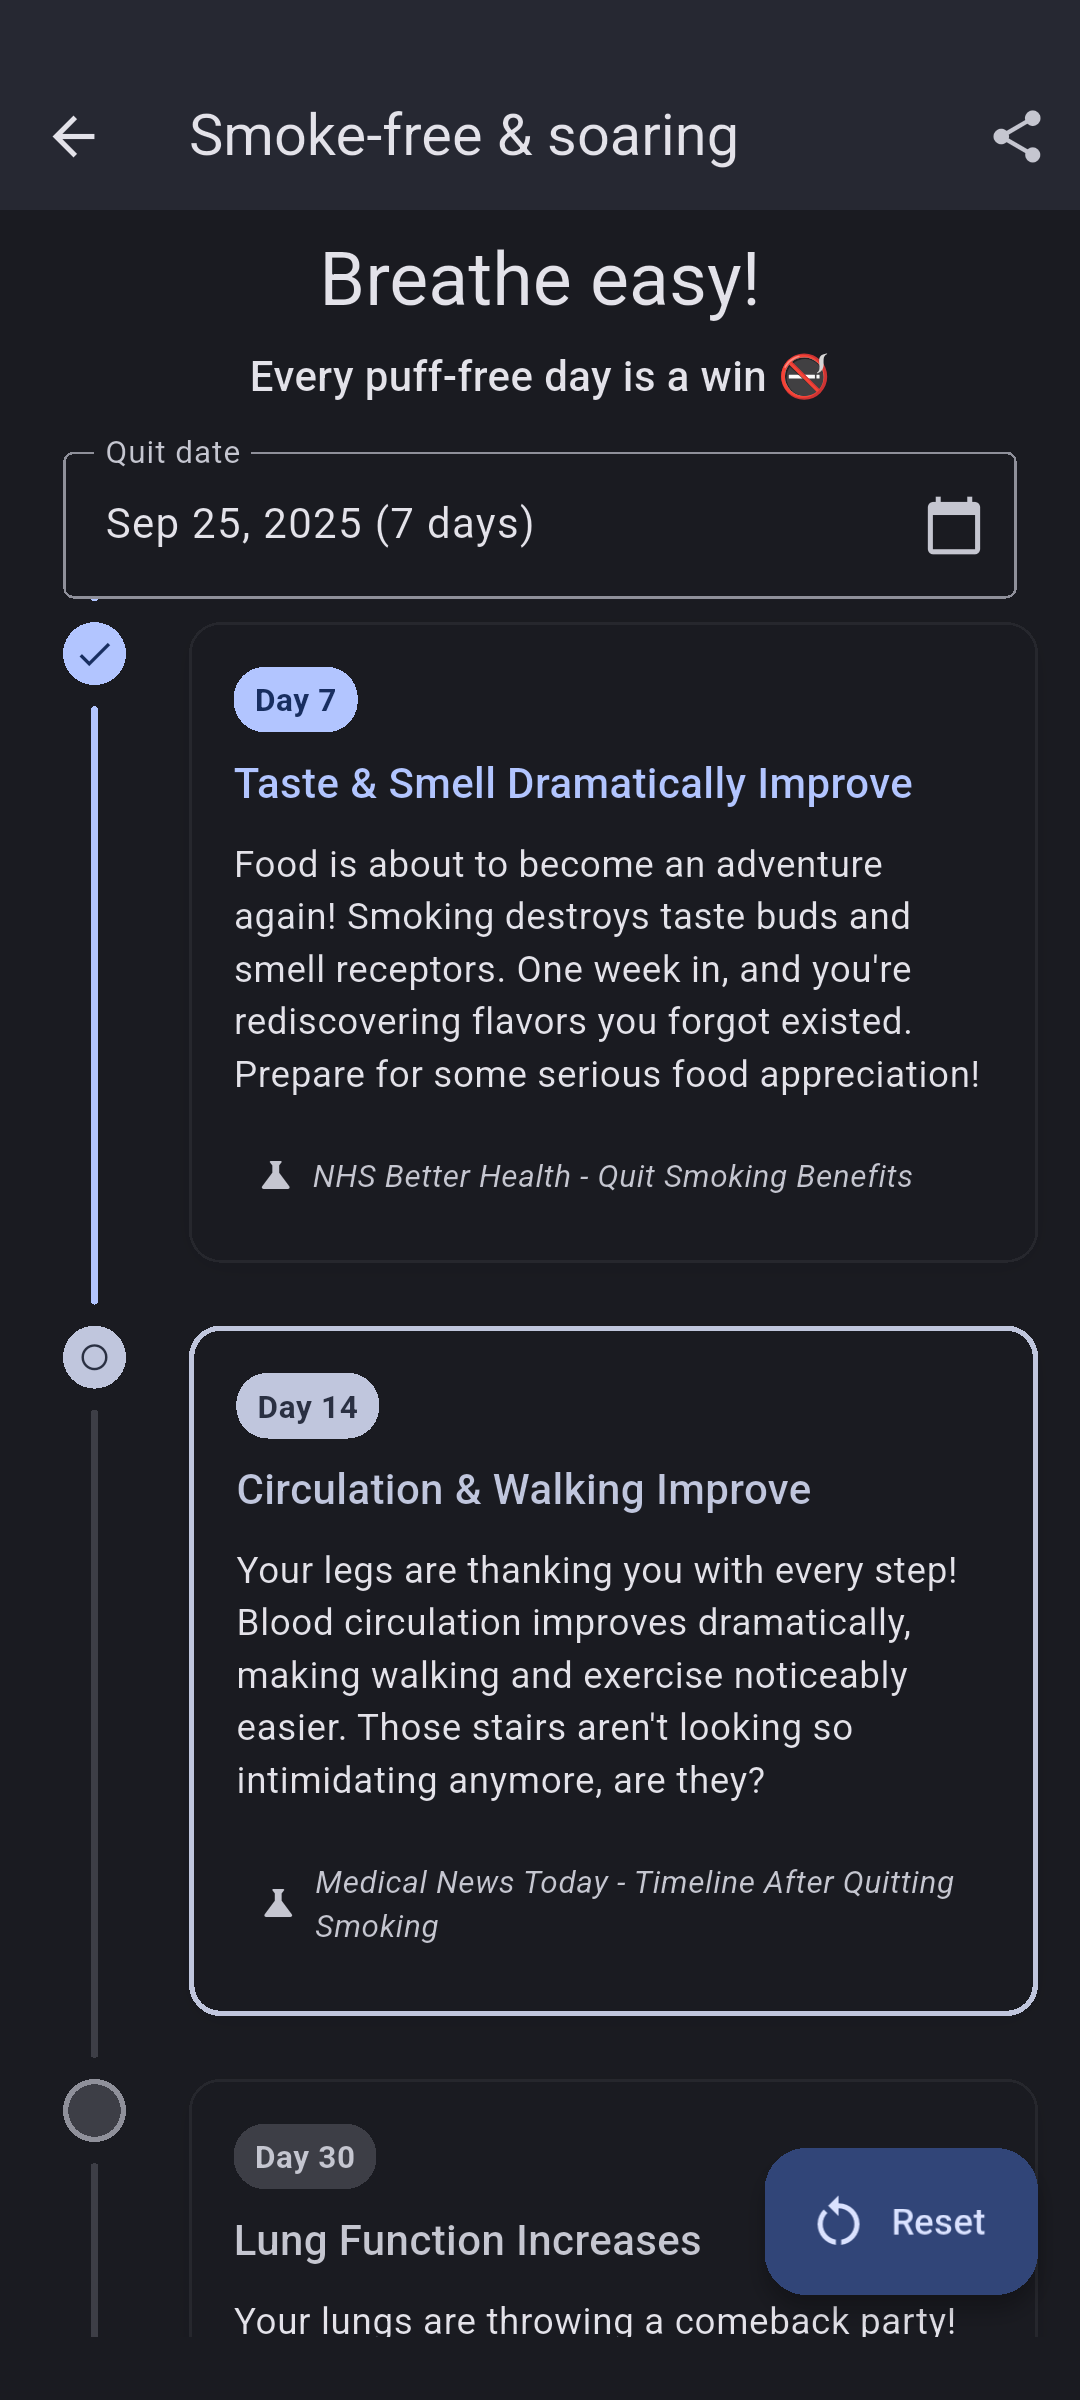 Smoke-free & soaring
Breathe easy!
Every puff-free day is a win 🚭
Quit date
Sep 25, 2025 (7 days)
Day 7
Taste & Smell Dramatically Improve
Food is about to become an adventure
again! Smoking destroys taste buds and
smell receptors. One week in, and you're
rediscovering flavors you forgot existed.
Prepare for some serious food appreciation!
NHS Better Health - Quit Smoking Benefits
Day 14
Circulation & Walking Improve
Your legs are thanking you with every step!
Blood circulation improves dramatically,
making walking and exercise noticeably
easier. Those stairs aren't looking so
intimidating anymore, are they?
Medical News Today - Timeline After Quitting
Smoking
Day 30
Reset
Lung Function Increases
Your lungs are throwing a comeback party!